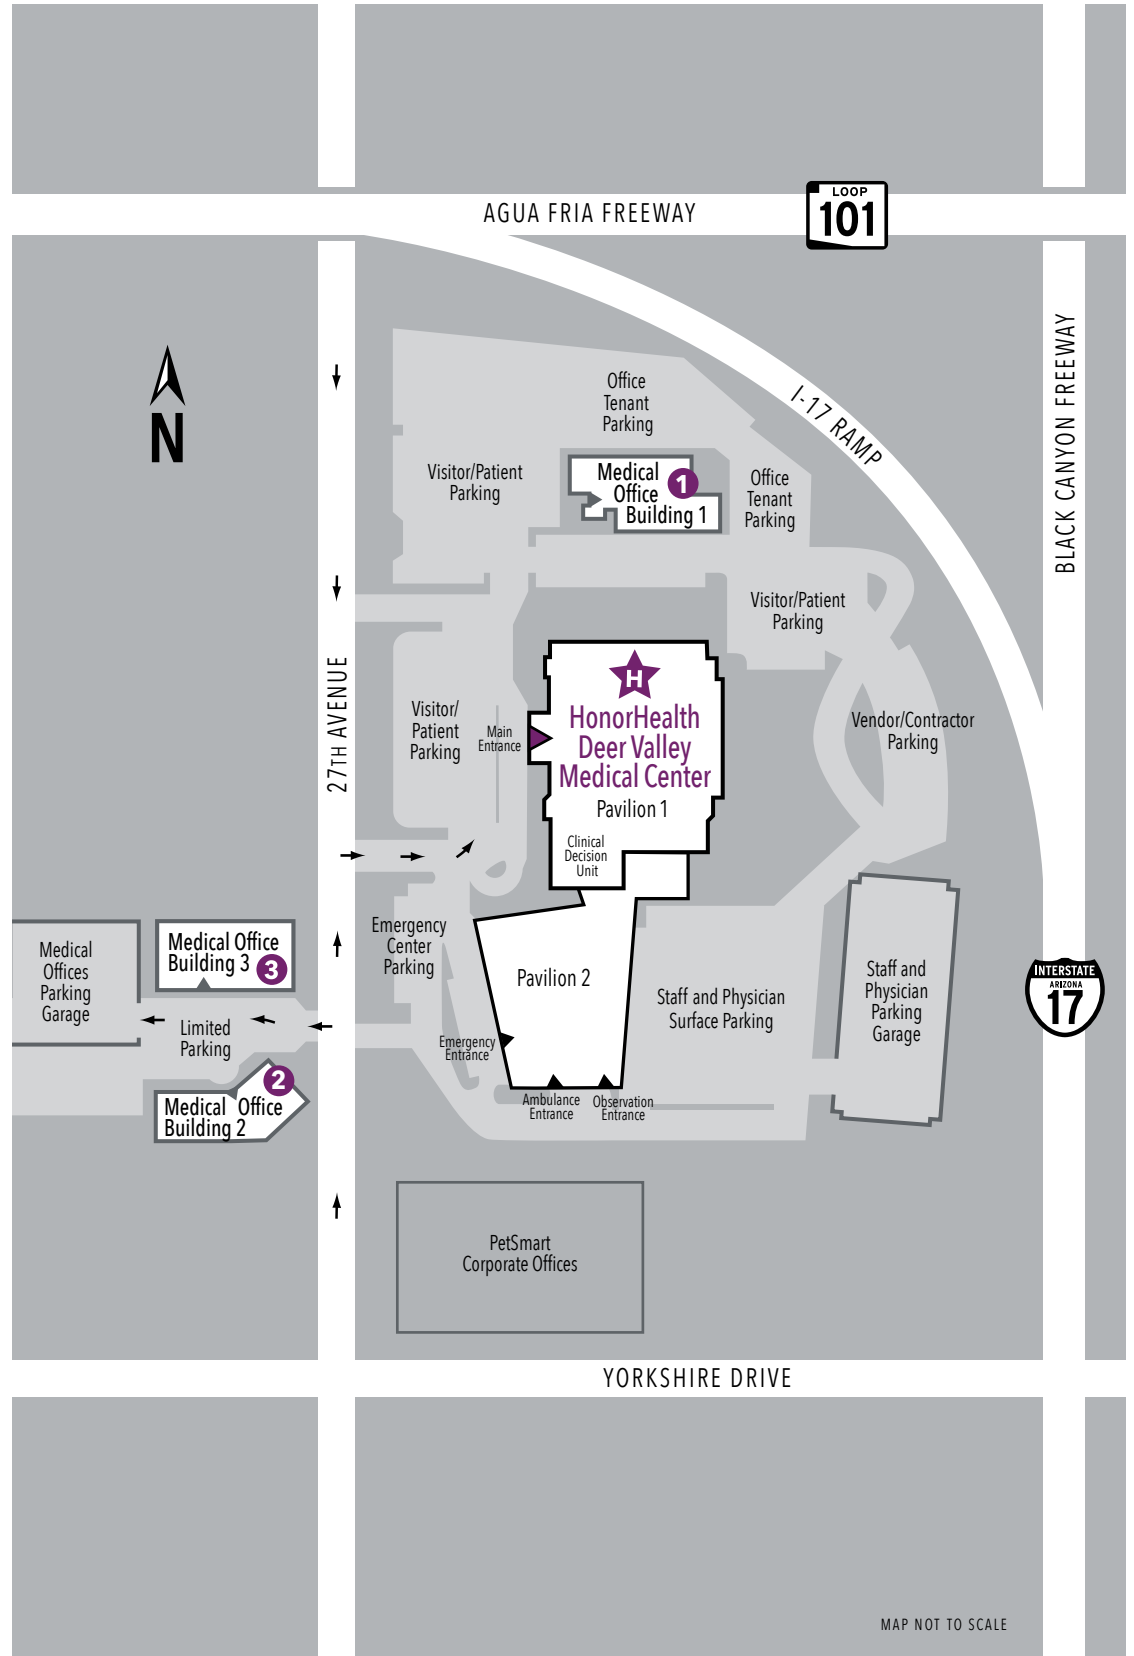 LOOP
101
AGUA FRIA FREEWAY
BLACK CANYON FREEWAY
I-17 RAMP
N
Office
Tenant
Parking
Visitor/Patient
Parking
Medical
Office
Building 1
1
Office
Tenant
Parking
Visitor/Patient
Parking
27TH AVENUE
H
HonorHealth
Deer Valley
Medical Center
Pavilion 1
Visitor/
Patient
Parking
Main
Entrance
Vendor/Contractor
Parking
Clinical
Decision
Unit
Medical
Offices
Parking
Garage
Medical Office
Building 3
3
Emergency
Center
Parking
Pavilion 2
Staff and Physician
Surface Parking
Staff and
Physician
Parking
Garage
INTERSTATE
ARIZONA
17
Limited
Parking
Emergency
Entrance
2
Medical Office
Building 2
Ambulance
Entrance
Observation
Entrance
PetSmart
Corporate Offices
YORKSHIRE DRIVE
MAP NOT TO SCALE